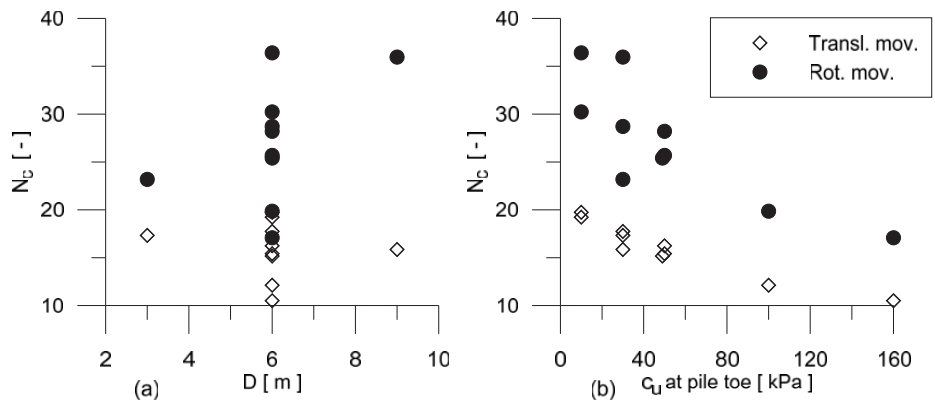 40
30
20
10
N_c [ - ]
2 4 6 8 10
(a)
D [ m ]
40
30
20
10
N_c [ - ]
0 40 80 120 160
(b)
c_u at pile toe [ kPa ]
Transl. mov.
Rot. mov.